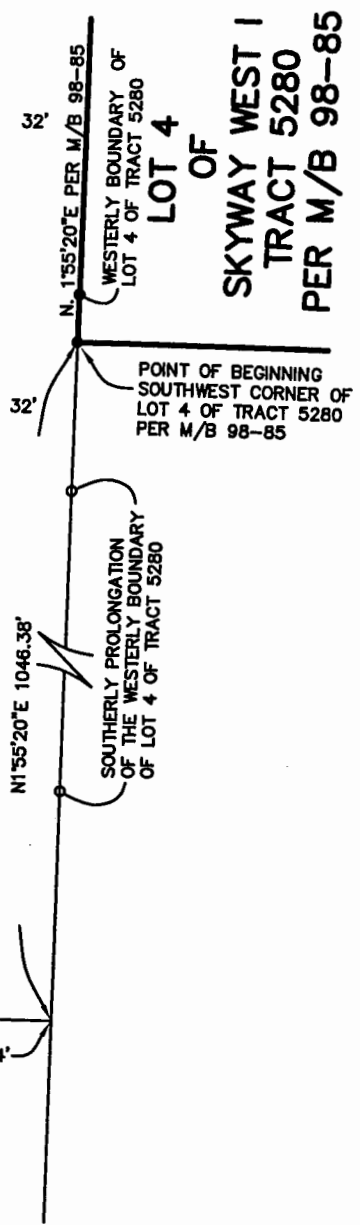 32'
N. 1°55'20"E PER M/B 98-85
WESTERLY BOUNDARY OF
LOT 4 OF TRACT 5280
LOT 4
OF
SKYWAY WEST I
TRACT 5280
PER M/B 98-85
32'
POINT OF BEGINNING
SOUTHWEST CORNER OF
LOT 4 OF TRACT 5280
PER M/B 98-85
N1°55'20"E 1046.38'
SOUTHERLY PROLONGATION
OF THE WESTERLY BOUNDARY
OF LOT 4 OF TRACT 5280